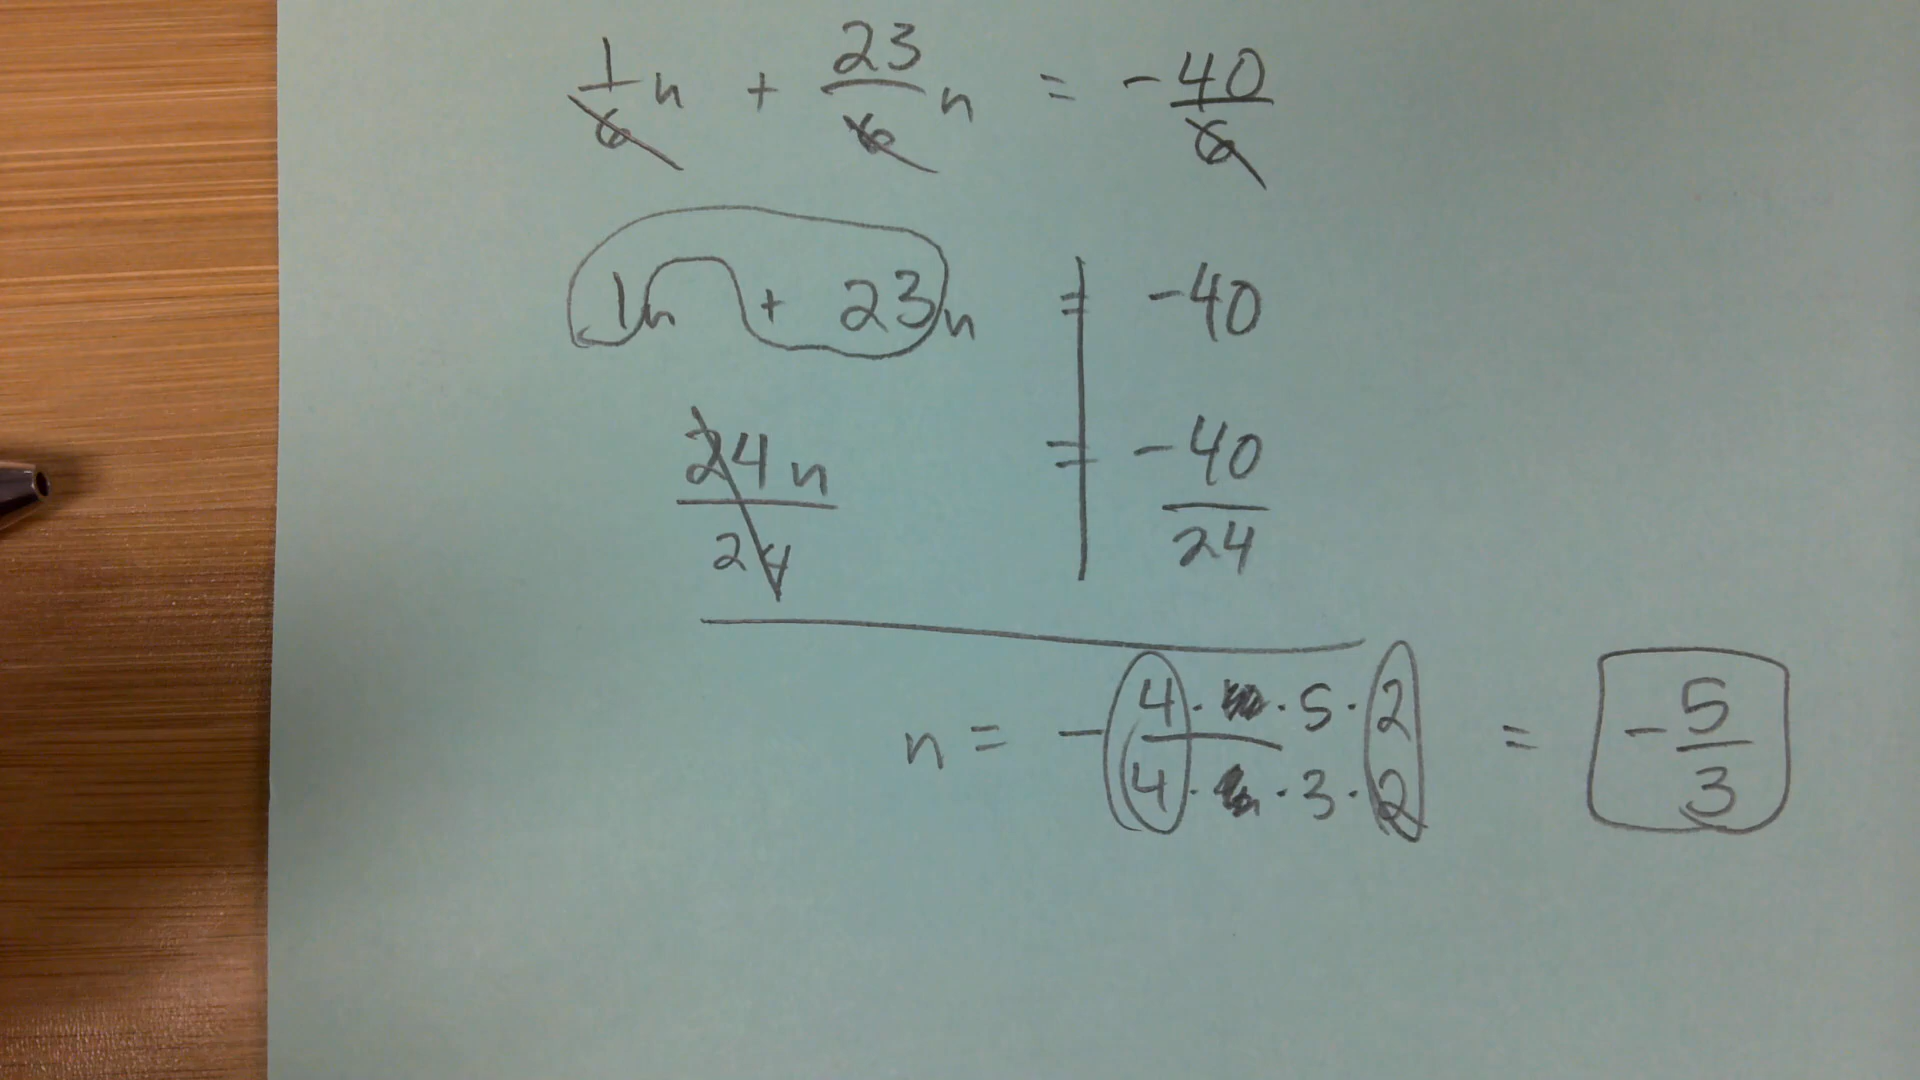 1/6 n + 23/6 n = -40/6
1n + 23n = -40
24n/24 = -40/24
n = - 4 · · 5 · 2 / 4 · · 3 · 2 = - 5/3